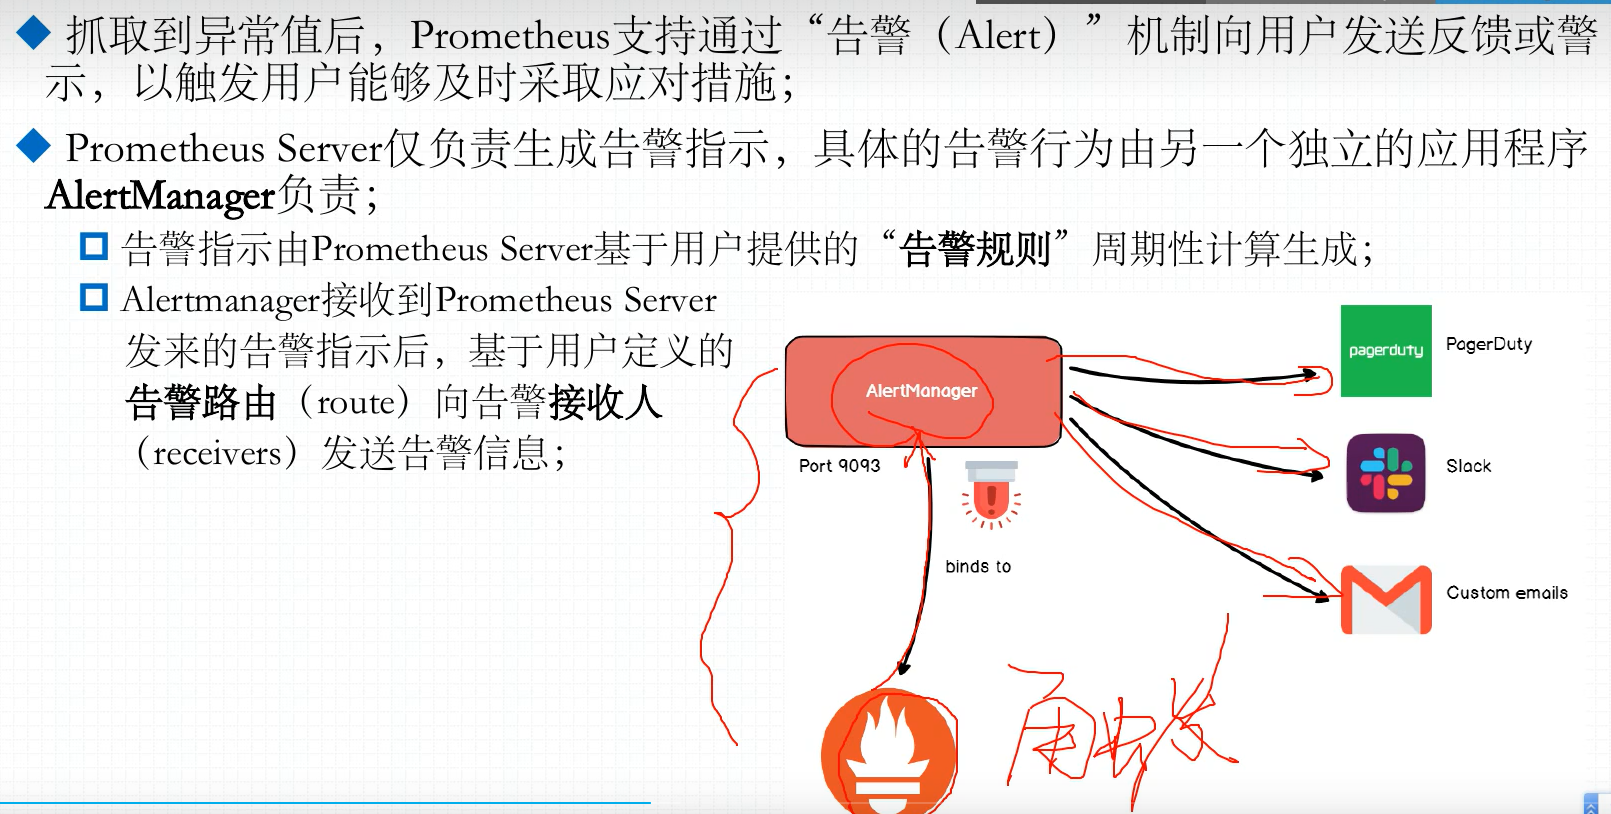 抓取到异常值后，Prometheus支持通过“告警（Alert）”机制向用户发送反馈或警
示，以触发用户能够及时采取应对措施；
Prometheus Server仅负责生成告警指示，具体的告警行为由另一个独立的应用程序
AlertManager负责；
告警指示由Prometheus Server基于用户提供的“告警规则”周期性计算生成；
Alertmanager接收到Prometheus Server
发来的告警指示后，基于用户定义的
告警路由（route）向告警接收人
（receivers）发送告警信息；
AlertManager
Port 9093
binds to
pagerduty
PagerDuty
Slack
Custom emails